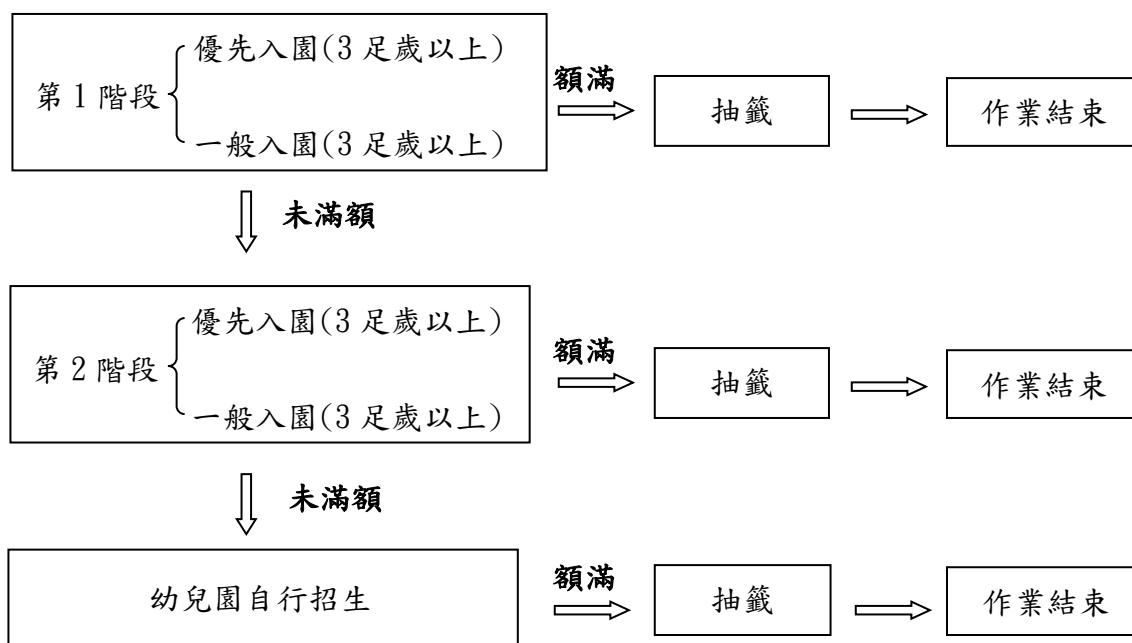 優先入園(3 足歲以上)
第 1 階段
一般入園(3 足歲以上)
額滿
抽籤
作業結束
未滿額
優先入園(3 足歲以上)
第 2 階段
一般入園(3 足歲以上)
額滿
抽籤
作業結束
未滿額
幼兒園自行招生
額滿
抽籤
作業結束